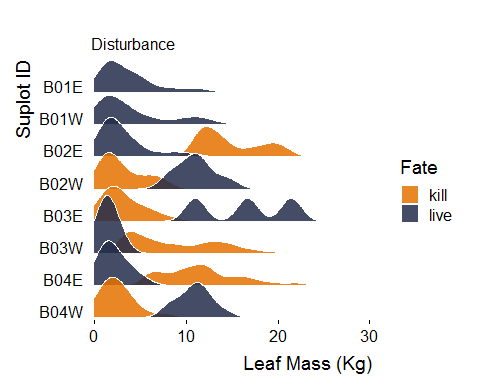 Disturbance
Suplot ID
B01E
B01W
B02E
B02W
B03E
B03W
B04E
B04W
0 10 20 30
Leaf Mass (Kg)
Fate
kill
live